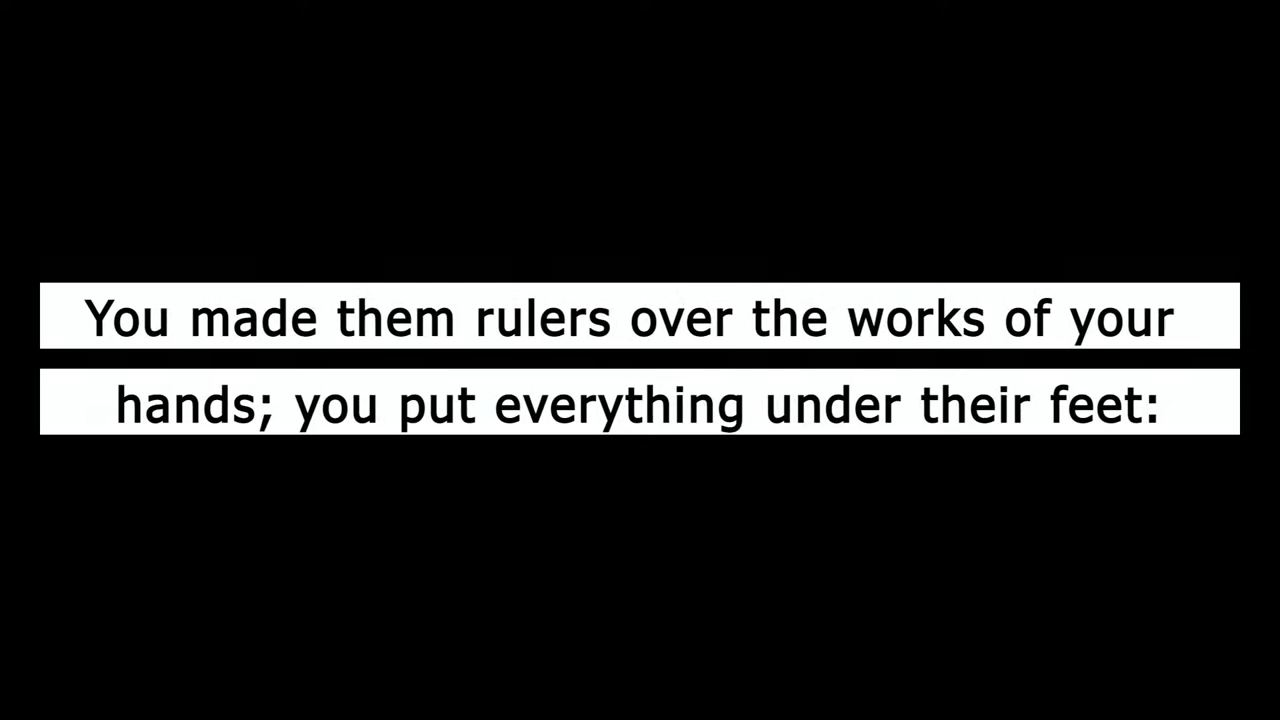 You made them rulers over the works of your
hands; you put everything under their feet: